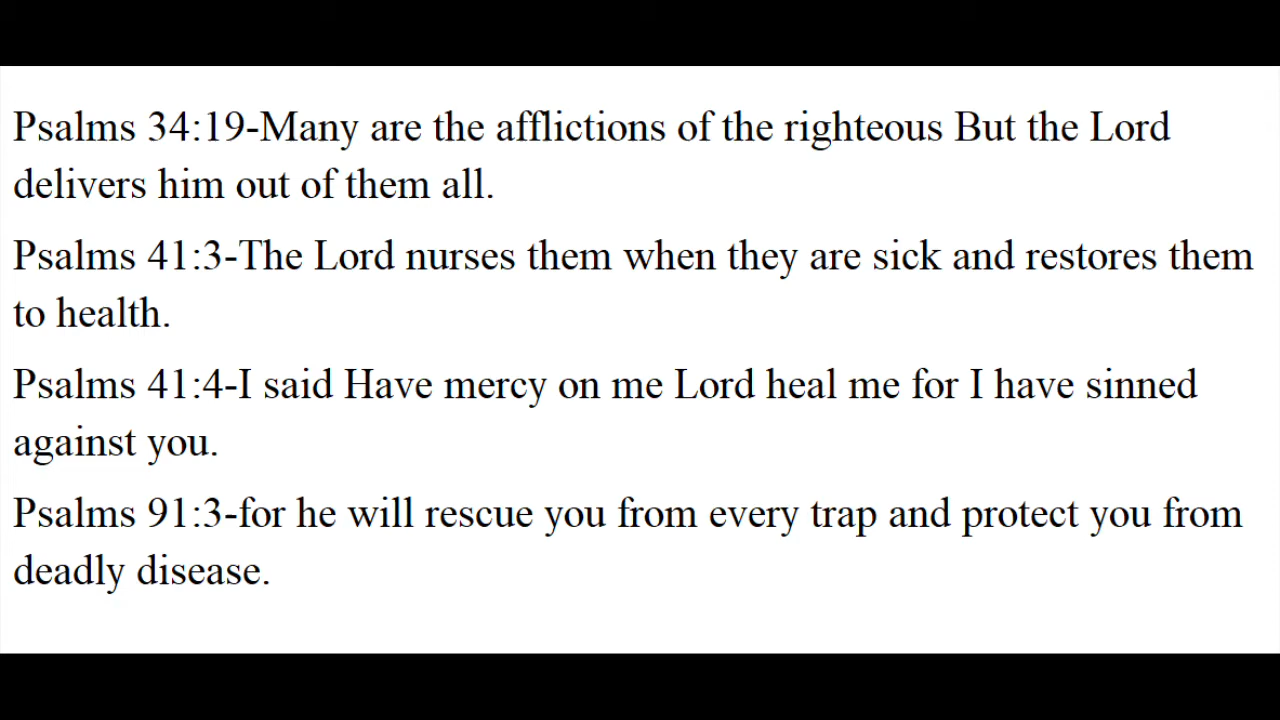 Psalms 34:19-Many are the afflictions of the righteous But the Lord
delivers him out of them all.
Psalms 41:3-The Lord nurses them when they are sick and restores them
to health.
Psalms 41:4-I said Have mercy on me Lord heal me for I have sinned
against you.
Psalms 91:3-for he will rescue you from every trap and protect you from
deadly disease.